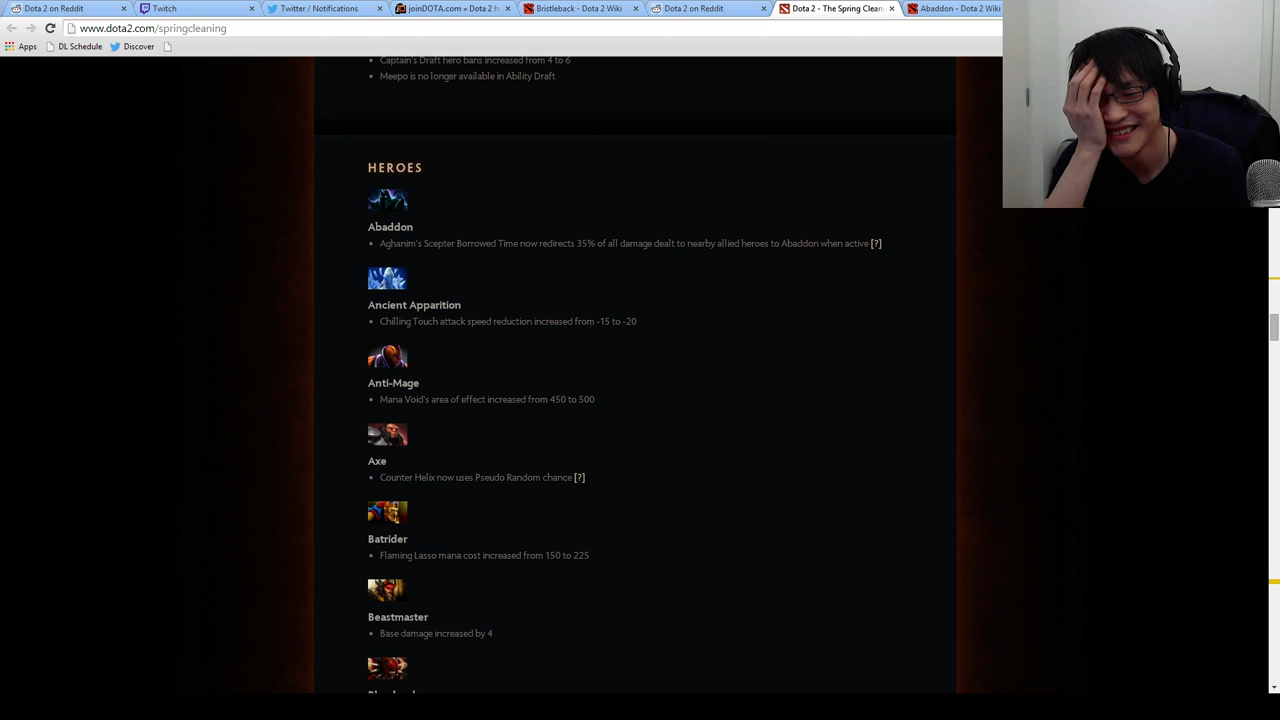 Dota 2 on Reddit
Twitch
Twitter / Notifications
joinDOTA.com » Dota 2 h
Bristleback - Dota 2 Wiki
Dota 2 on Reddit
Dota 2 - The Spring Clean
Abaddon - Dota 2 Wiki
www.dota2.com/springcleaning
Apps
DL Schedule
Discover
Captain's Draft hero bans increased from 4 to 6
Meepo is no longer available in Ability Draft
HEROES
Abaddon
Aghanim's Scepter Borrowed Time now redirects 35% of all damage dealt to nearby allied heroes to Abaddon when active [?]
Ancient Apparition
Chilling Touch attack speed reduction increased from -15 to -20
Anti-Mage
Mana Void's area of effect increased from 450 to 500
Axe
Counter Helix now uses Pseudo Random chance [?]
Batrider
Flaming Lasso mana cost increased from 150 to 225
Beastmaster
Base damage increased by 4